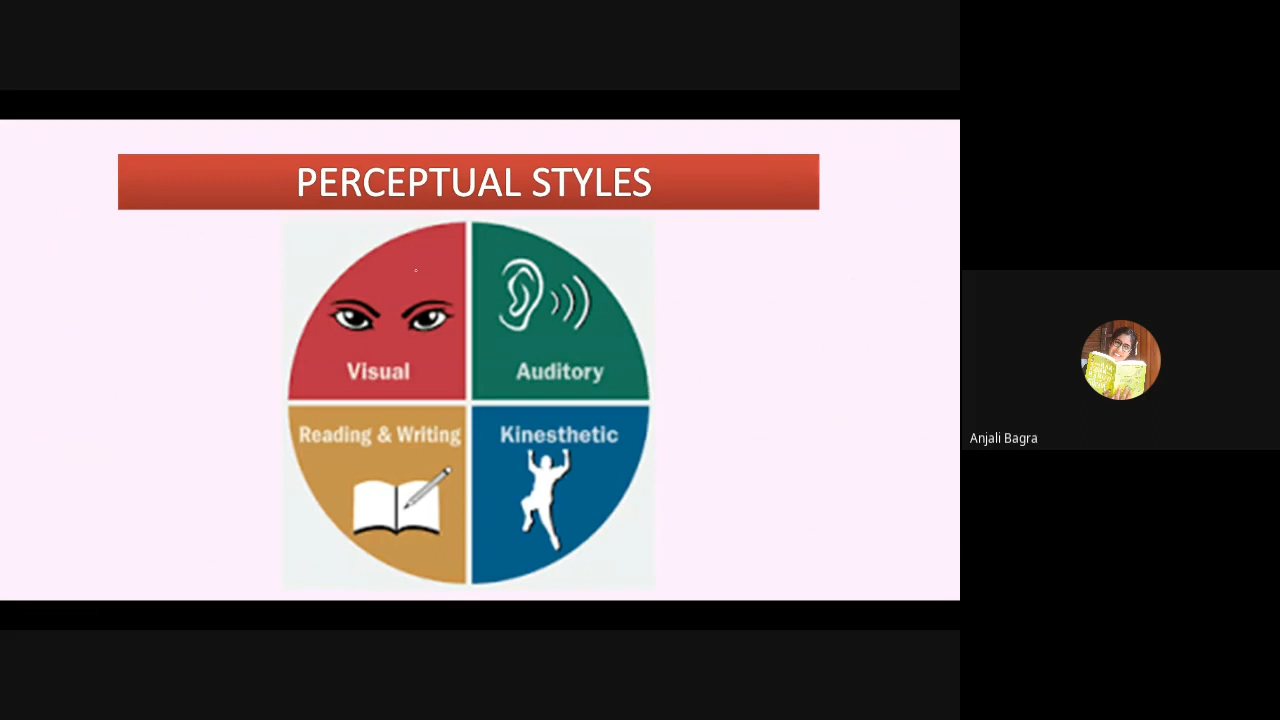 PERCEPTUAL STYLES
Visual
Auditory
Reading & Writing
Kinesthetic
Anjali Bagra